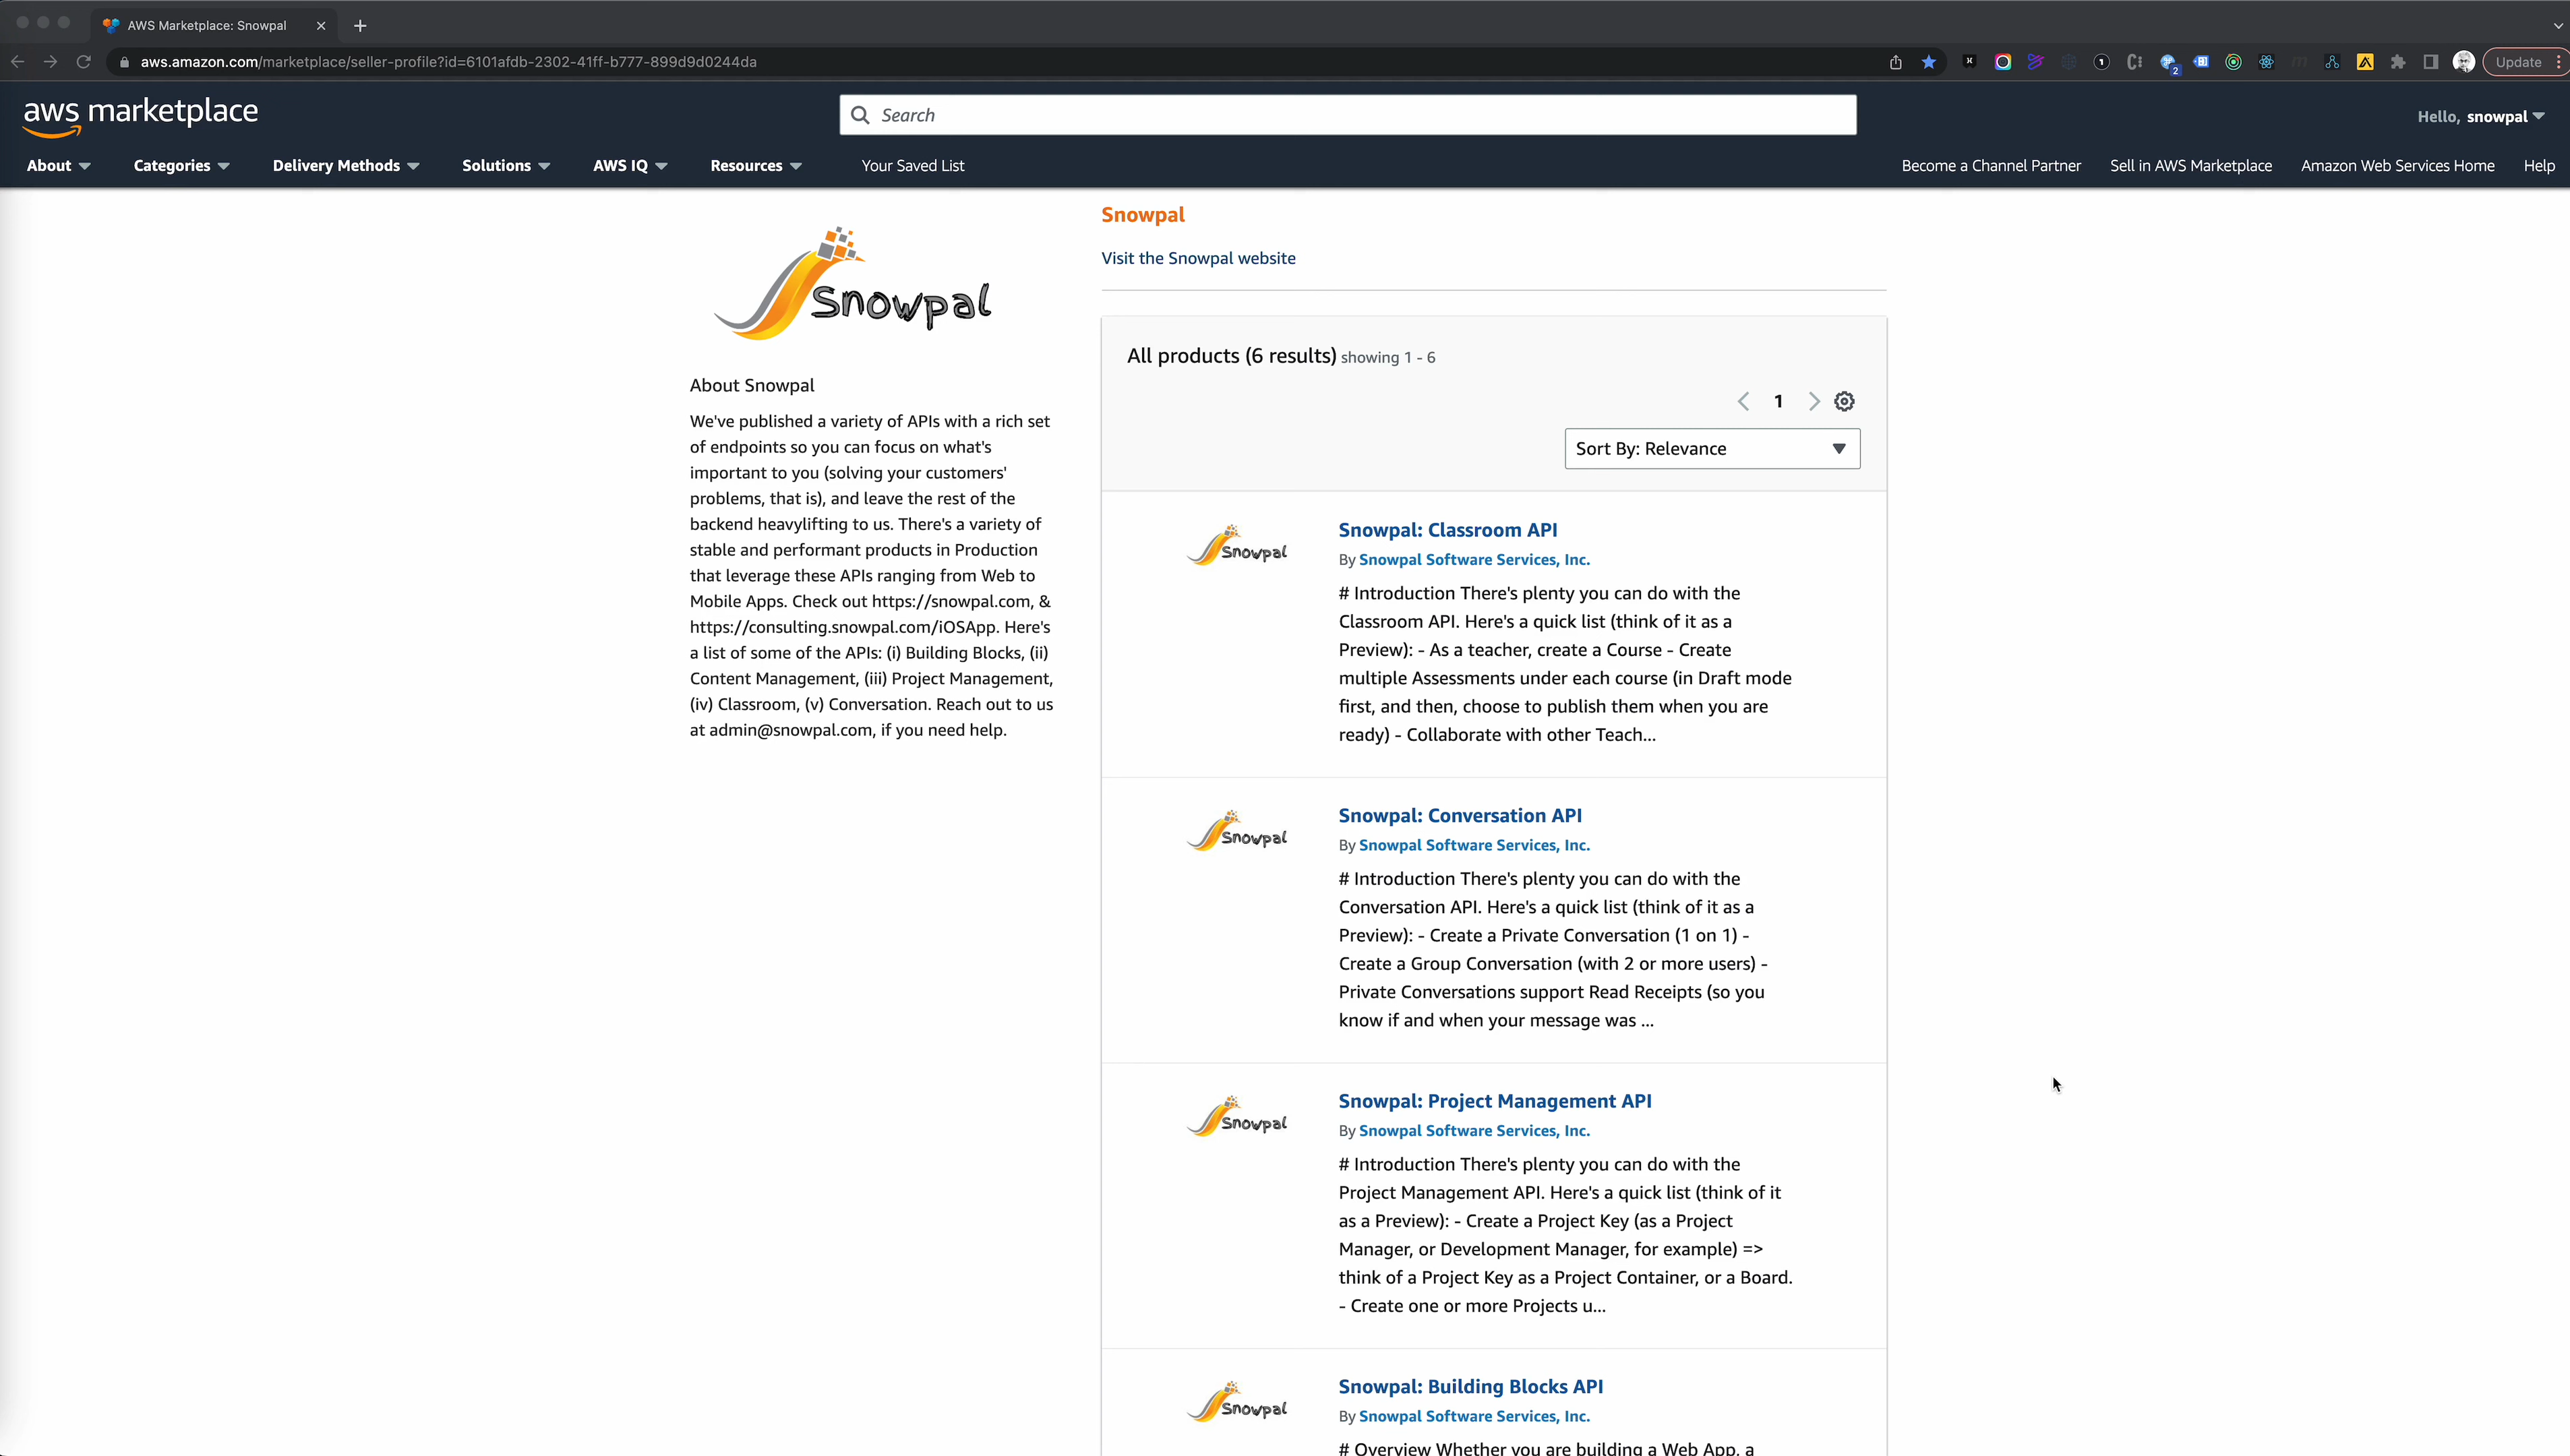 AWS Marketplace: Snowpal
aws.amazon.com/marketplace/seller-profile?id=6101afdb-2302-41ff-b777-899d9d0244da
2
Update
aws marketplace
Search
Hello, snowpal
About
Categories
Delivery Methods
Solutions
AWS IQ
Resources
Your Saved List
Become a Channel Partner
Sell in AWS Marketplace
Amazon Web Services Home
Help
Snowpal
About Snowpal
We've published a variety of APIs with a rich set
of endpoints so you can focus on what's
important to you (solving your customers'
problems, that is), and leave the rest of the
backend heavylifting to us. There's a variety of
stable and performant products in Production
that leverage these APIs ranging from Web to
Mobile Apps. Check out https://snowpal.com, &
https://consulting.snowpal.com/iOSApp. Here's
a list of some of the APIs: (i) Building Blocks, (ii)
Content Management, (iii) Project Management,
(iv) Classroom, (v) Conversation. Reach out to us
at admin@snowpal.com, if you need help.
Snowpal
Visit the Snowpal website
All products (6 results) showing 1 - 6
1
Sort By: Relevance
Snowpal
Snowpal: Classroom API
By Snowpal Software Services, Inc.
# Introduction There's plenty you can do with the
Classroom API. Here's a quick list (think of it as a
Preview): - As a teacher, create a Course - Create
multiple Assessments under each course (in Draft mode
first, and then, choose to publish them when you are
ready) - Collaborate with other Teach...
Snowpal
Snowpal: Conversation API
By Snowpal Software Services, Inc.
# Introduction There's plenty you can do with the
Conversation API. Here's a quick list (think of it as a
Preview): - Create a Private Conversation (1 on 1) -
Create a Group Conversation (with 2 or more users) -
Private Conversations support Read Receipts (so you
know if and when your message was ...
Snowpal
Snowpal: Project Management API
By Snowpal Software Services, Inc.
# Introduction There's plenty you can do with the
Project Management API. Here's a quick list (think of it
as a Preview): - Create a Project Key (as a Project
Manager, or Development Manager, for example) =>
think of a Project Key as a Project Container, or a Board.
- Create one or more Projects u...
Snowpal
Snowpal: Building Blocks API
By Snowpal Software Services, Inc.
# Overview Whether you are building a Web App, a